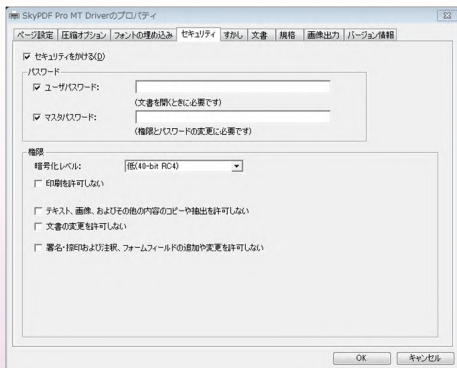 SkyPDF Pro MT Driverのプロパティ
ページ設定 圧縮オプション フォントの埋め込み セキュリティ すかし 文書 規格 画像出力 バージョン情報
セキュリティをかける(D)
パスワード
ユーザパスワード:
(文書を開くときに必要です)
マスタパスワード:
(権限とパスワードの変更に必要です)
権限
暗号化レベル: 低(40-bit RC4)
印刷を許可しない
テキスト、画像、およびその他の内容のコピーや抽出を許可しない
文書の変更を許可しない
署名・捺印および注釈、フォームフィールドの追加や変更を許可しない
OK キャンセル